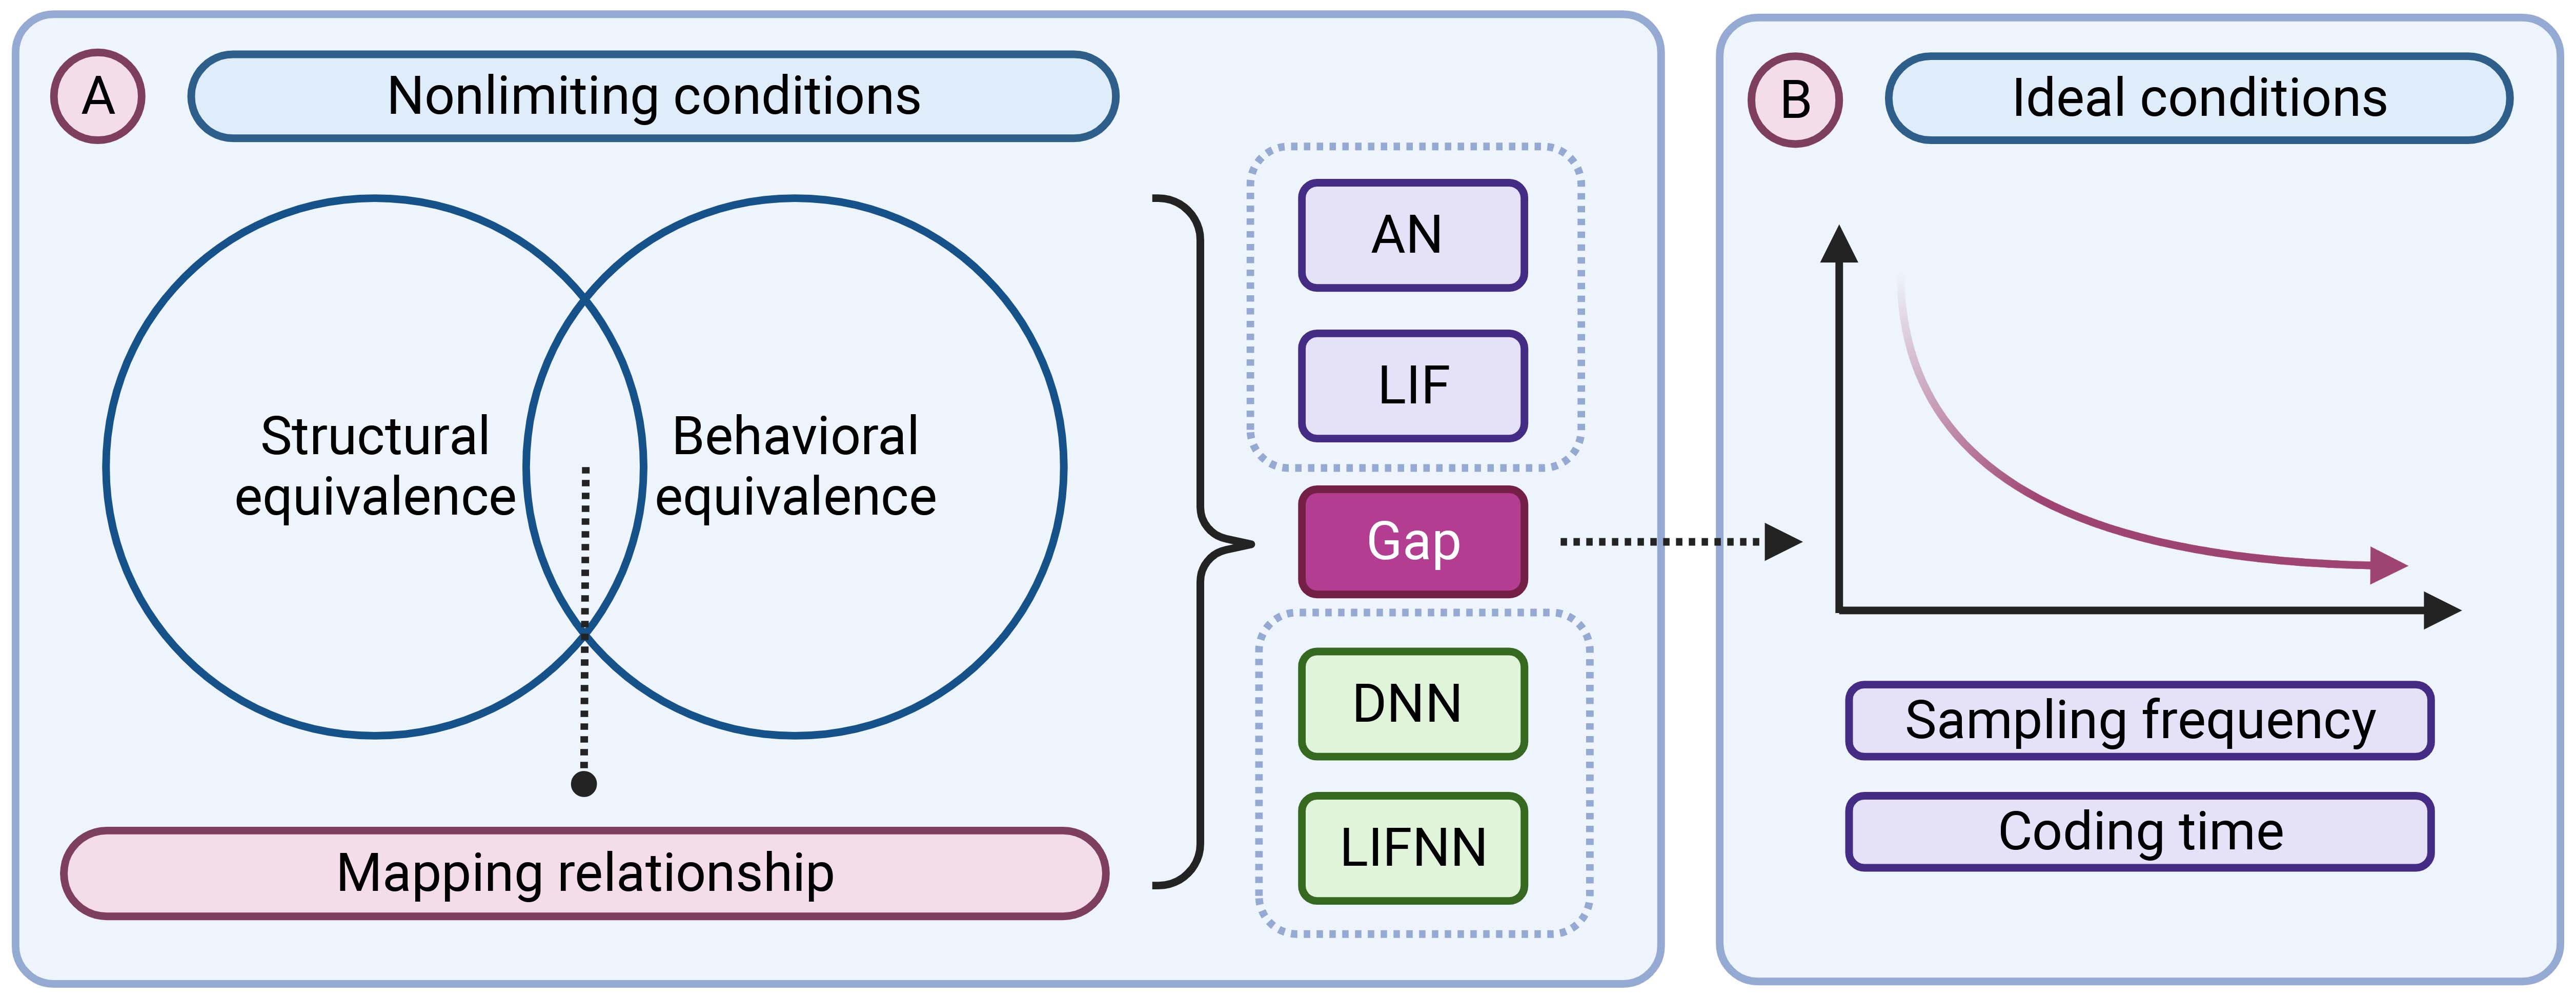 A
Nonlimiting conditions
Structural
equivalence
Behavioral
equivalence
Mapping relationship
AN
LIF
Gap
DNN
LIFNN
B
Ideal conditions
Sampling frequency
Coding time